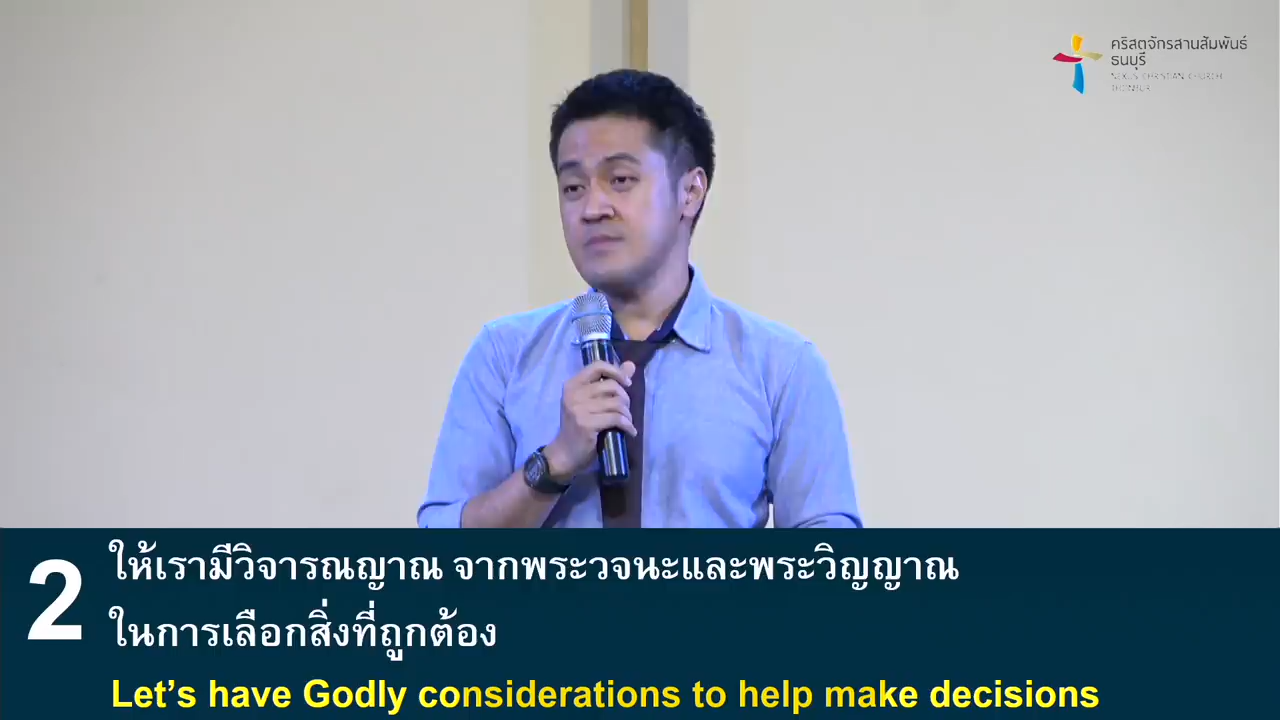 คริสตจักรสานสัมพันธ์
ธนบุรี
NEXUS CHRISTIAN CHURCH
2
ให้เรามีวิจารณญาณ จากพระวจนะและพระวิญญาณ
ในการเลือกสิ่งที่ถูกต้อง
Let’s have Godly considerations to help make decisions